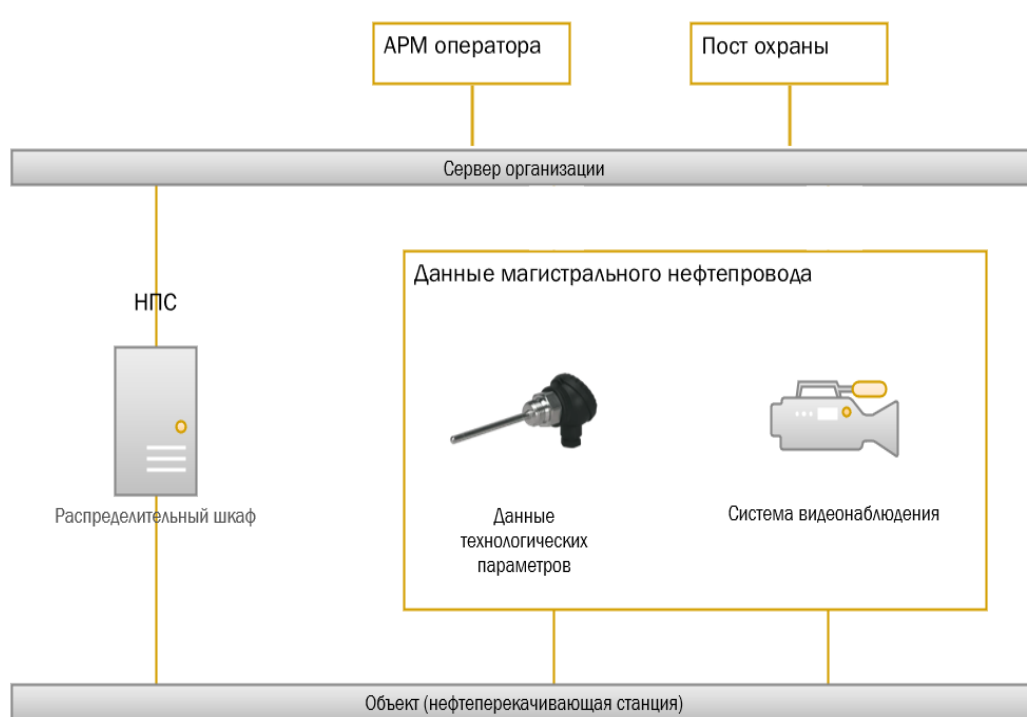 АРМ оператора
Пост охраны
Сервер организации
Данные магистрального нефтепровода
НПС
Распределительный шкаф
Данные
технологических
параметров
Система видеонаблюдения
Объект (нефтеперекачивающая станция)